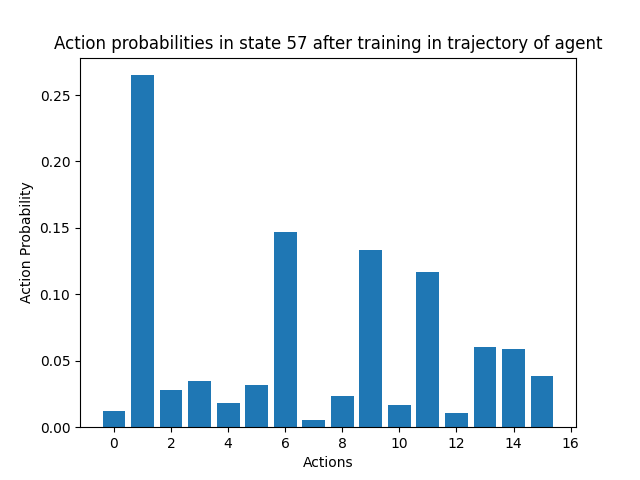 Action probabilities in state 57 after training in trajectory of agent
0.25
0.20
0.15
0.10
0.05
0.00
Action Probability
0 2 4 6 8 10 12 14 16
Actions